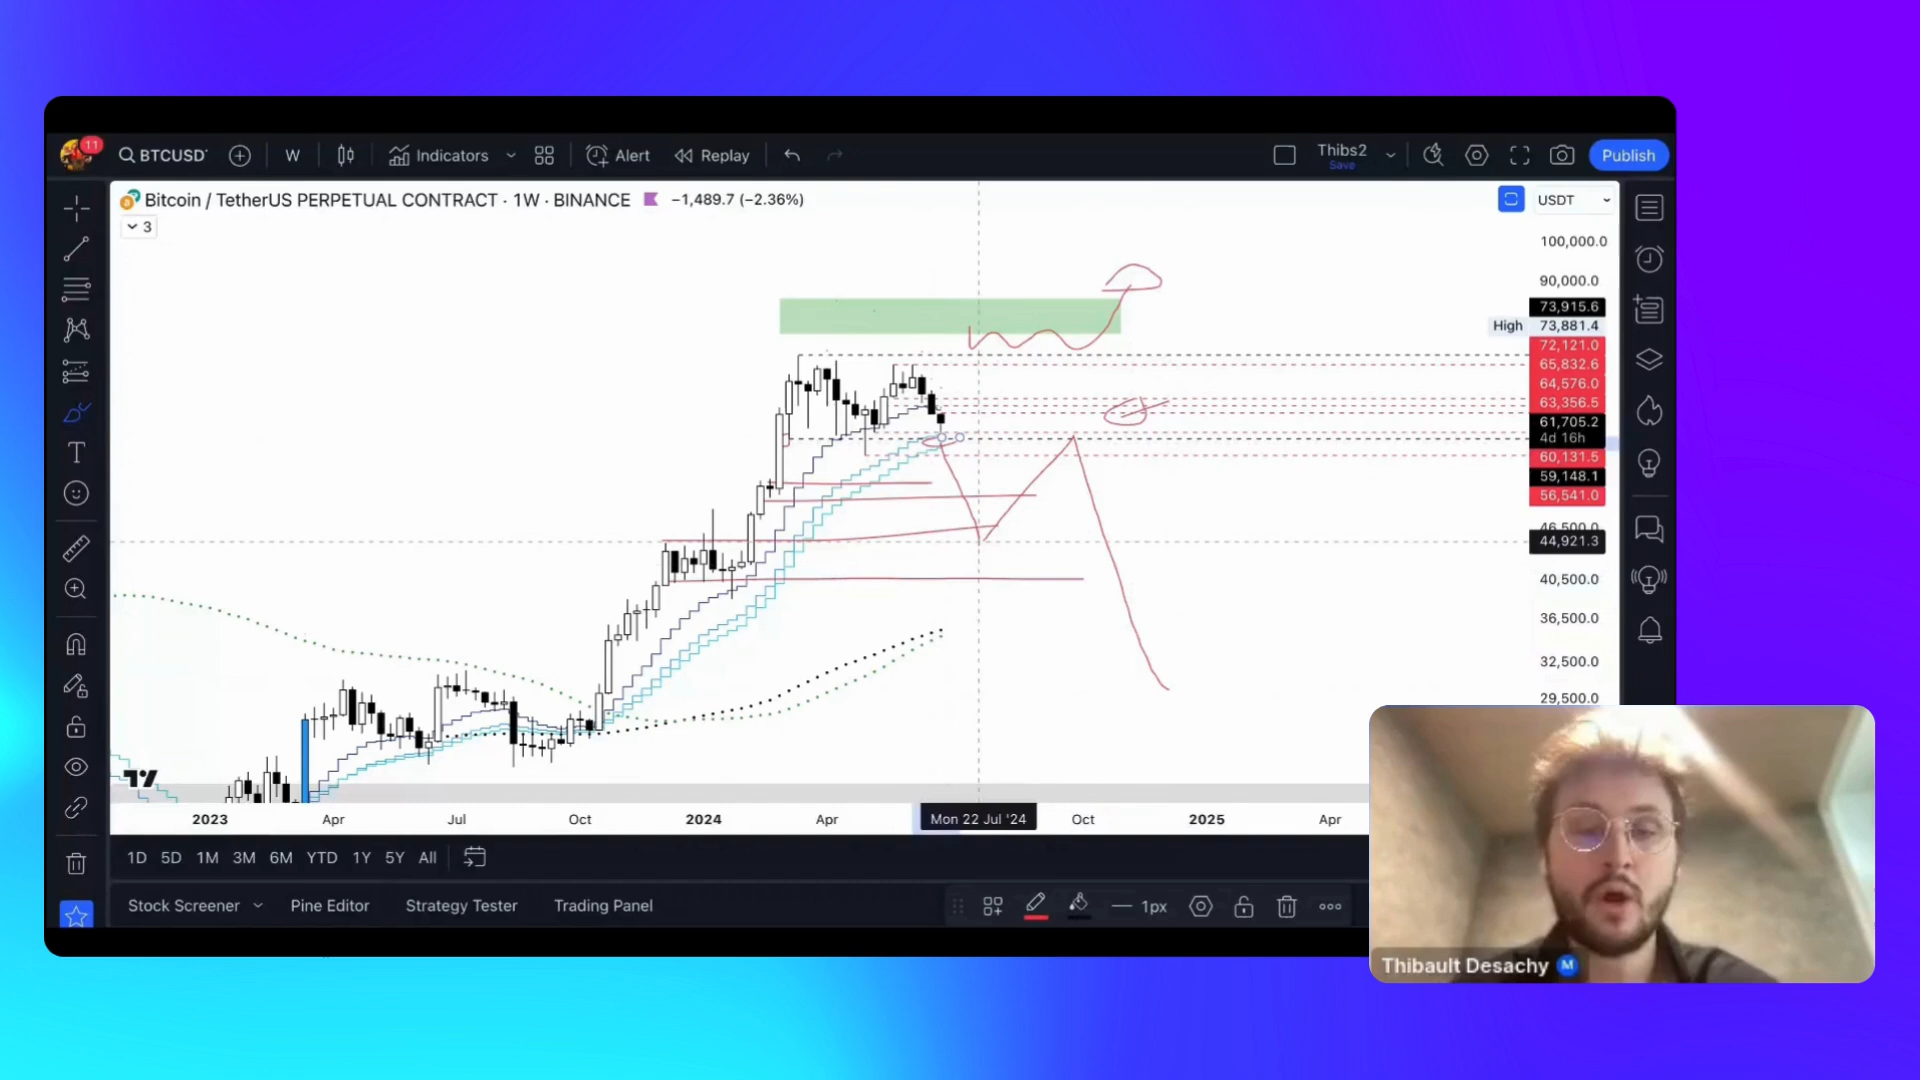 11
BTCUSD
W
Indicators
Alert
Replay
Thibs2
Save
Publish
Bitcoin / TetherUS PERPETUAL CONTRACT · 1W · BINANCE
−1,489.7 (−2.36%)
USDT
3
100,000.0
90,000.0
73,915.6
High 73,881.4
72,121.0
65,832.6
64,576.0
63,356.5
61,705.2
4d 16h
60,131.5
59,148.1
56,541.0
46,500.0
44,921.3
40,500.0
36,500.0
32,500.0
29,500.0
2023
Apr
Jul
Oct
2024
Apr
Mon 22 Jul '24
Oct
2025
Apr
1D
5D
1M
3M
6M
YTD
1Y
5Y
All
Stock Screener
Pine Editor
Strategy Tester
Trading Panel
1px
Thibault Desachy M